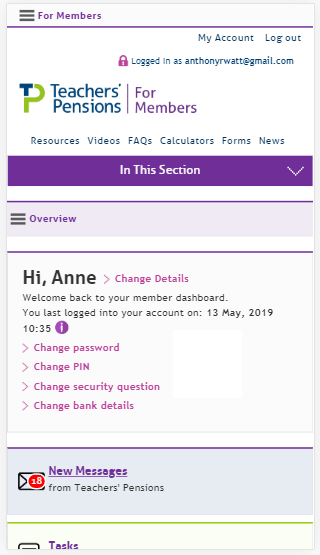 For Members
My Account Log out
Logged in as anthonyrwatt@gmail.com
Teachers' Pensions For Members
Resources Videos FAQs Calculators Forms News
In This Section
Overview
Hi, Anne Change Details
Welcome back to your member dashboard.
You last logged into your account on: 13 May, 2019
10:35 i
Change password
Change PIN
Change security question
Change bank details
New Messages
18
from Teachers' Pensions
Tasks